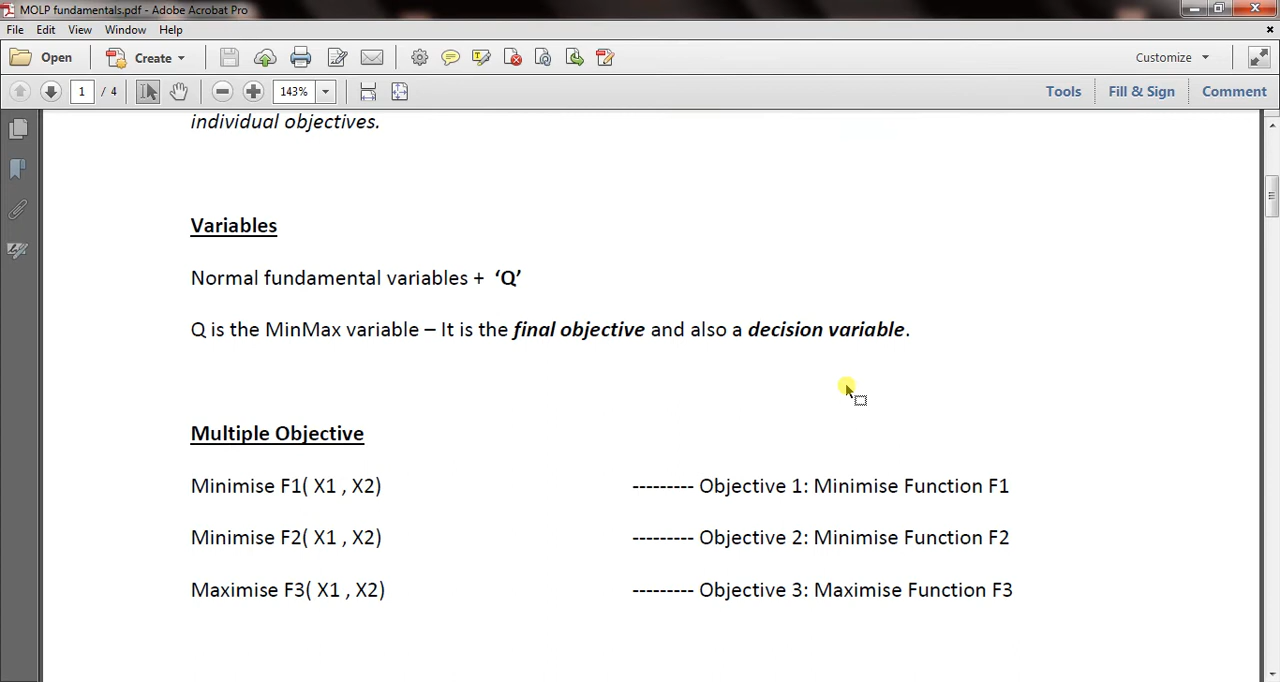 MOLP fundamentals.pdf - Adobe Acrobat Pro
File Edit View Window Help
Open Create Customize
1 / 4 143% Tools Fill & Sign Comment
individual objectives.
Variables
Normal fundamental variables + ‘Q’
Q is the MinMax variable – It is the final objective and also a decision variable.
Multiple Objective
Minimise F1( X1 , X2) --------- Objective 1: Minimise Function F1
Minimise F2( X1 , X2) --------- Objective 2: Minimise Function F2
Maximise F3( X1 , X2) --------- Objective 3: Maximise Function F3